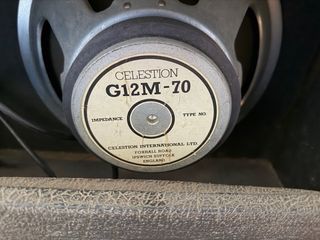 CELESTION
G12M-70
IMPEDANCE TYPE NO.
CELESTION INTERNATIONAL LTD.
FOXHALL ROAD
IPSWICH SUFFOLK
ENGLAND